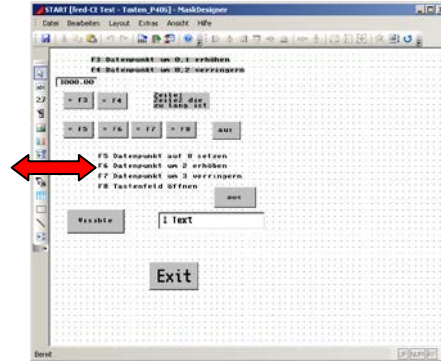 START [fred-CE Test - Tasten_P406] - MaskDesigner
Datei Bearbeiten Layout Extras Ansicht Hilfe
F3 Datenpunkt um 0,1 erhöhen
F4 Datenpunkt um 0,2 verringern
1000.00
= F3 = F4 Zeile1
Zeile2 die
zu lang ist
= F5 = F6 = F7 = F8 aus
F5 Datenpunkt auf 0 setzen
F6 Datenpunkt um 2 erhöhen
F7 Datenpunkt um 3 verringern
F8 Tastenfeld öffnen
aus
Visible I Text
Exit
Bereit NUM